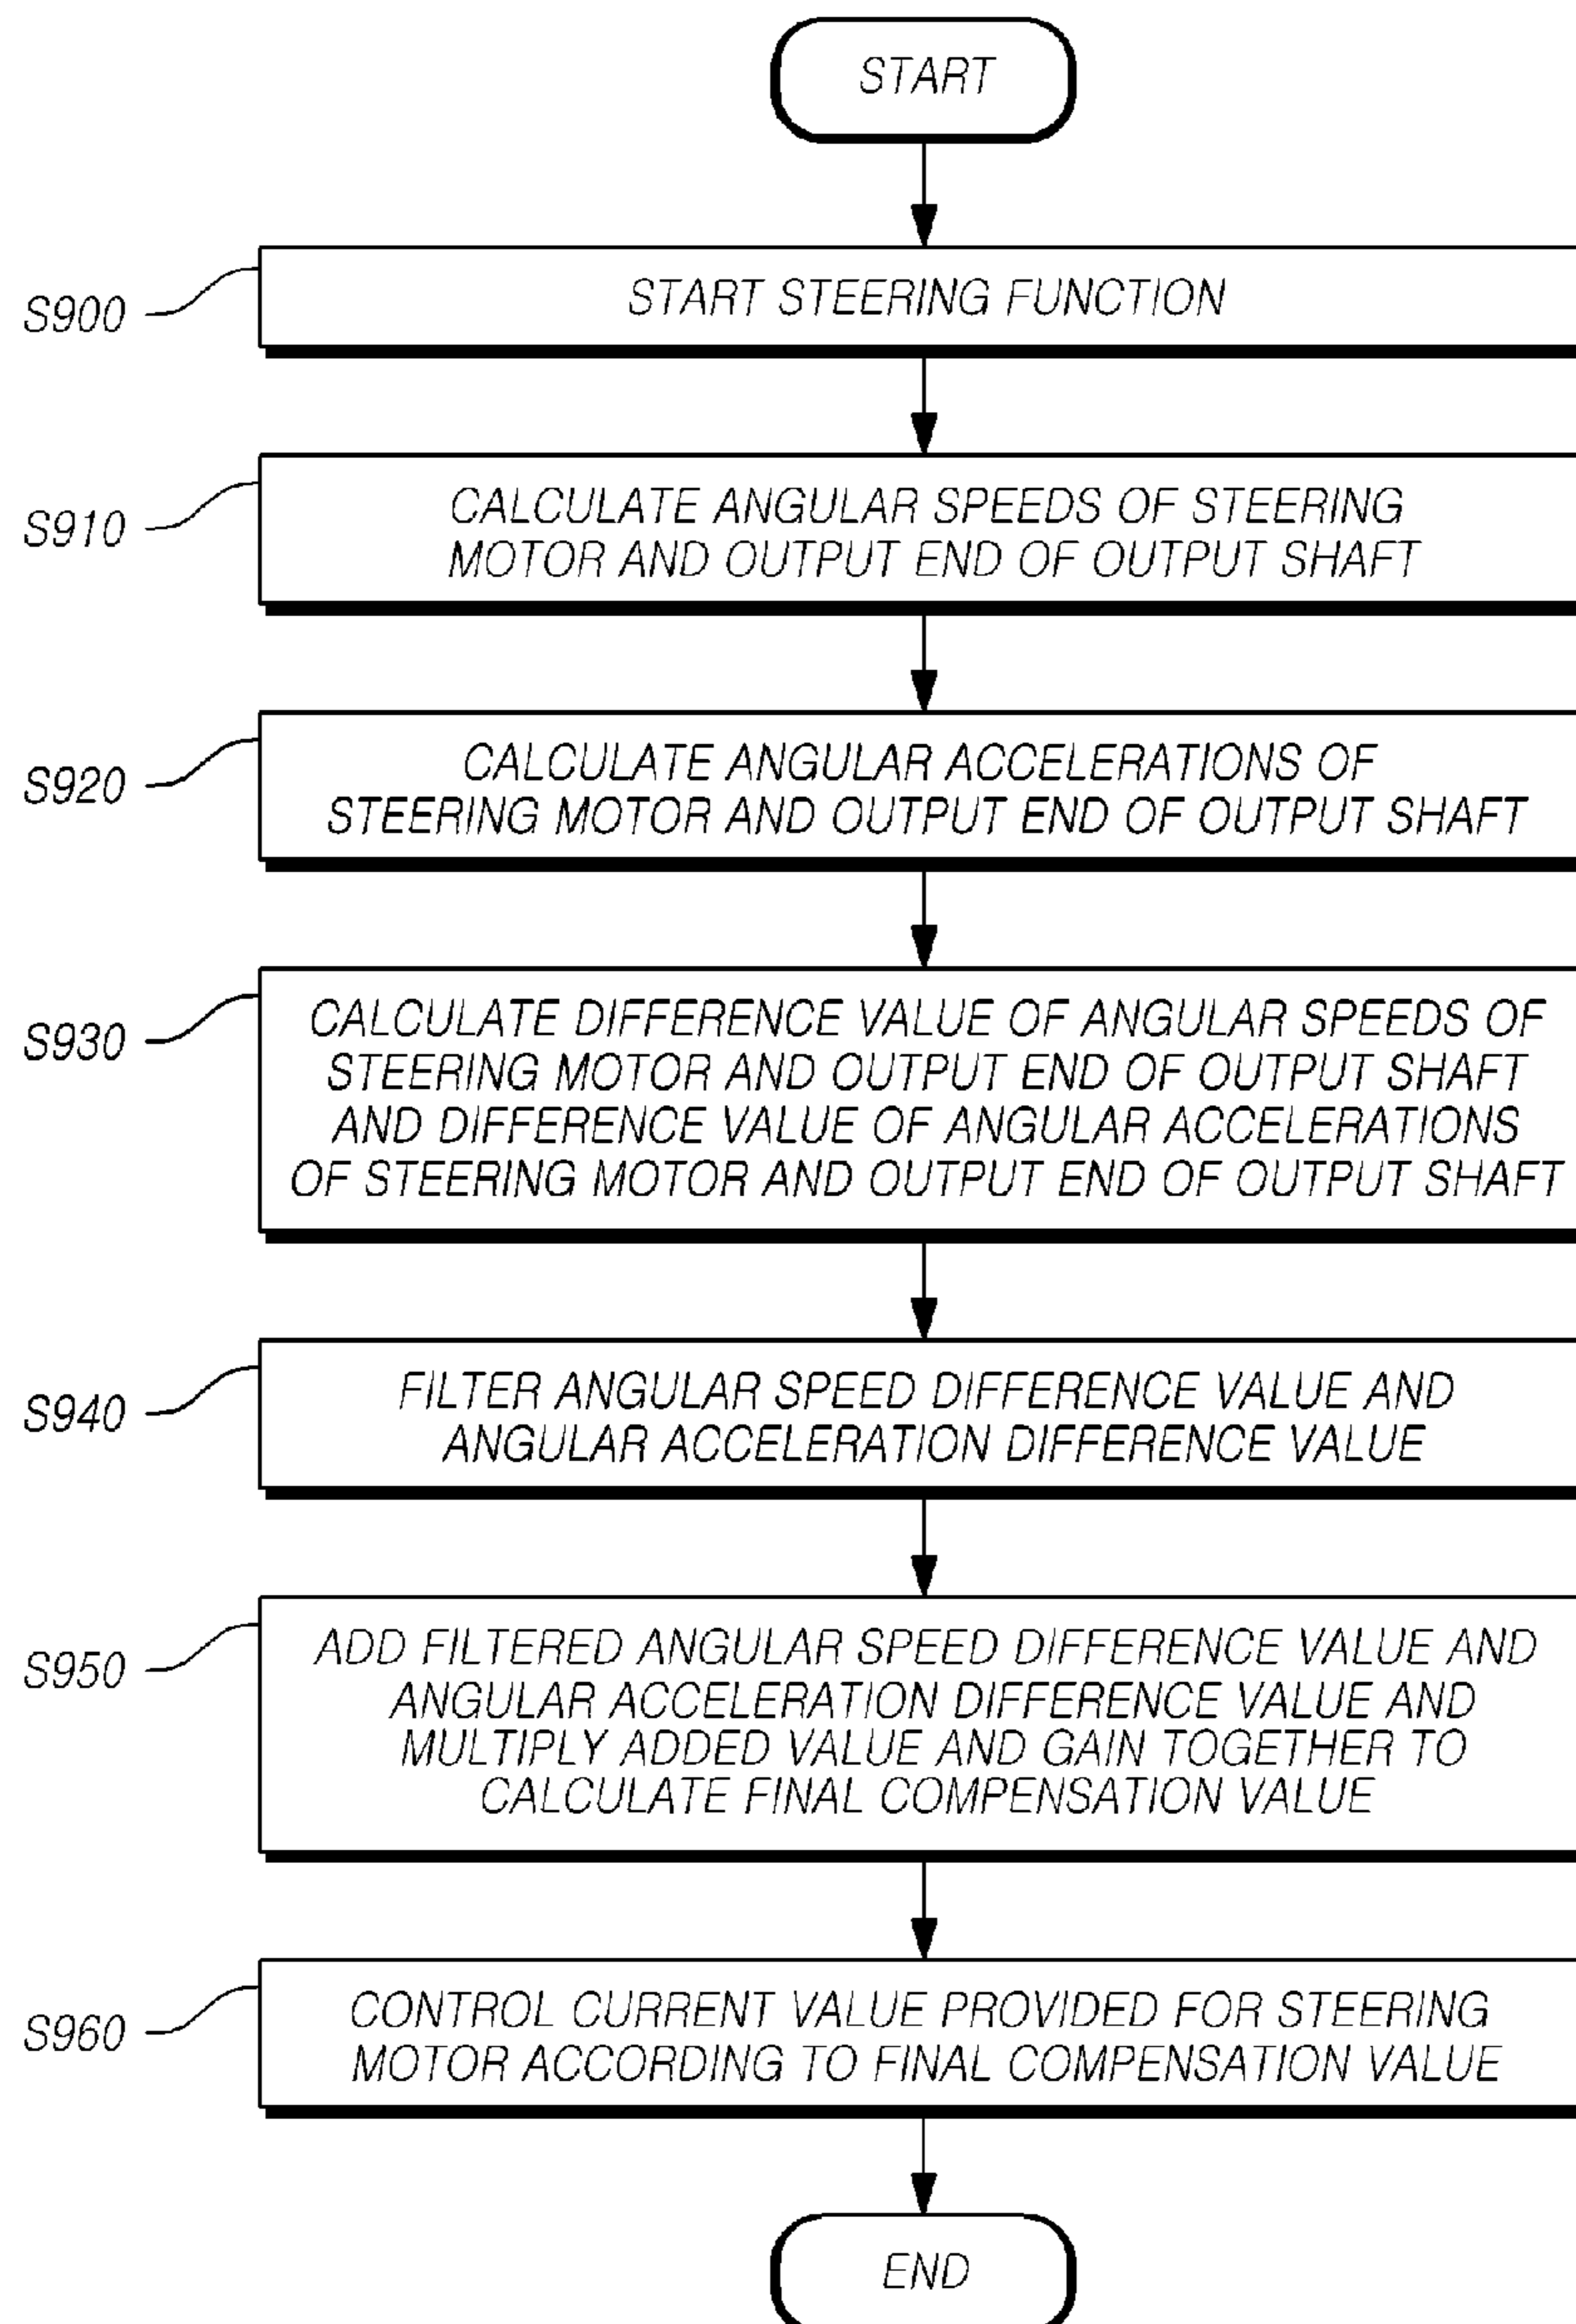 START
S900
START STEERING FUNCTION
S910
CALCULATE ANGULAR SPEEDS OF STEERING
MOTOR AND OUTPUT END OF OUTPUT SHAFT
S920
CALCULATE ANGULAR ACCELERATIONS OF
STEERING MOTOR AND OUTPUT END OF OUTPUT SHAFT
S930
CALCULATE DIFFERENCE VALUE OF ANGULAR SPEEDS OF
STEERING MOTOR AND OUTPUT END OF OUTPUT SHAFT
AND DIFFERENCE VALUE OF ANGULAR ACCELERATIONS
OF STEERING MOTOR AND OUTPUT END OF OUTPUT SHAFT
S940
FILTER ANGULAR SPEED DIFFERENCE VALUE AND
ANGULAR ACCELERATION DIFFERENCE VALUE
S950
ADD FILTERED ANGULAR SPEED DIFFERENCE VALUE AND
ANGULAR ACCELERATION DIFFERENCE VALUE AND
MULTIPLY ADDED VALUE AND GAIN TOGETHER TO
CALCULATE FINAL COMPENSATION VALUE
S960
CONTROL CURRENT VALUE PROVIDED FOR STEERING
MOTOR ACCORDING TO FINAL COMPENSATION VALUE
END